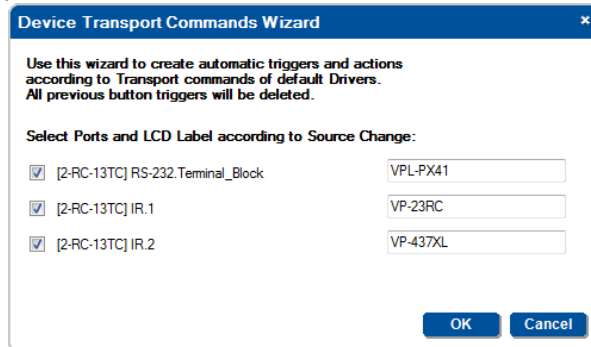 Device Transport Commands Wizard
Use this wizard to create automatic triggers and actions
according to Transport commands of default Drivers.
All previous button triggers will be deleted.
Select Ports and LCD Label according to Source Change:
[2-RC-13TC] RS-232.Terminal_Block VPL-PX41
[2-RC-13TC] IR.1 VP-23RC
[2-RC-13TC] IR.2 VP-437XL
OK Cancel